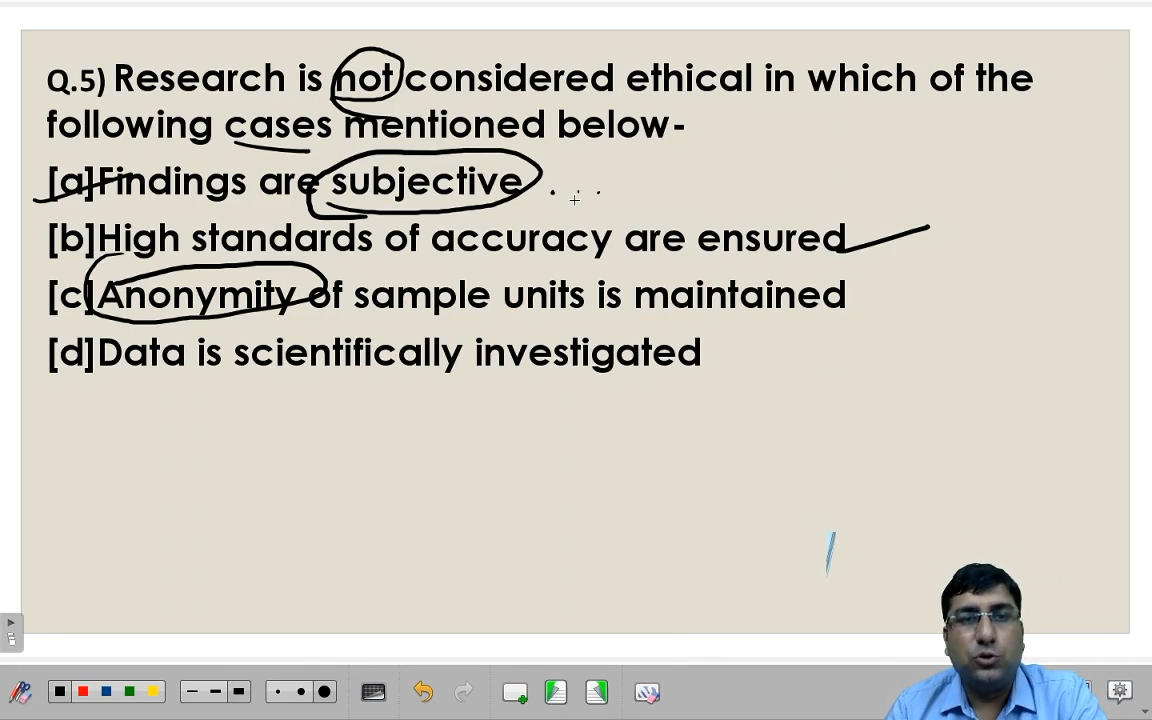 Q.5) Research is not considered ethical in which of the
following cases mentioned below-
[a]Findings are subjective
[b]High standards of accuracy are ensured
[c]Anonymity of sample units is maintained
[d]Data is scientifically investigated